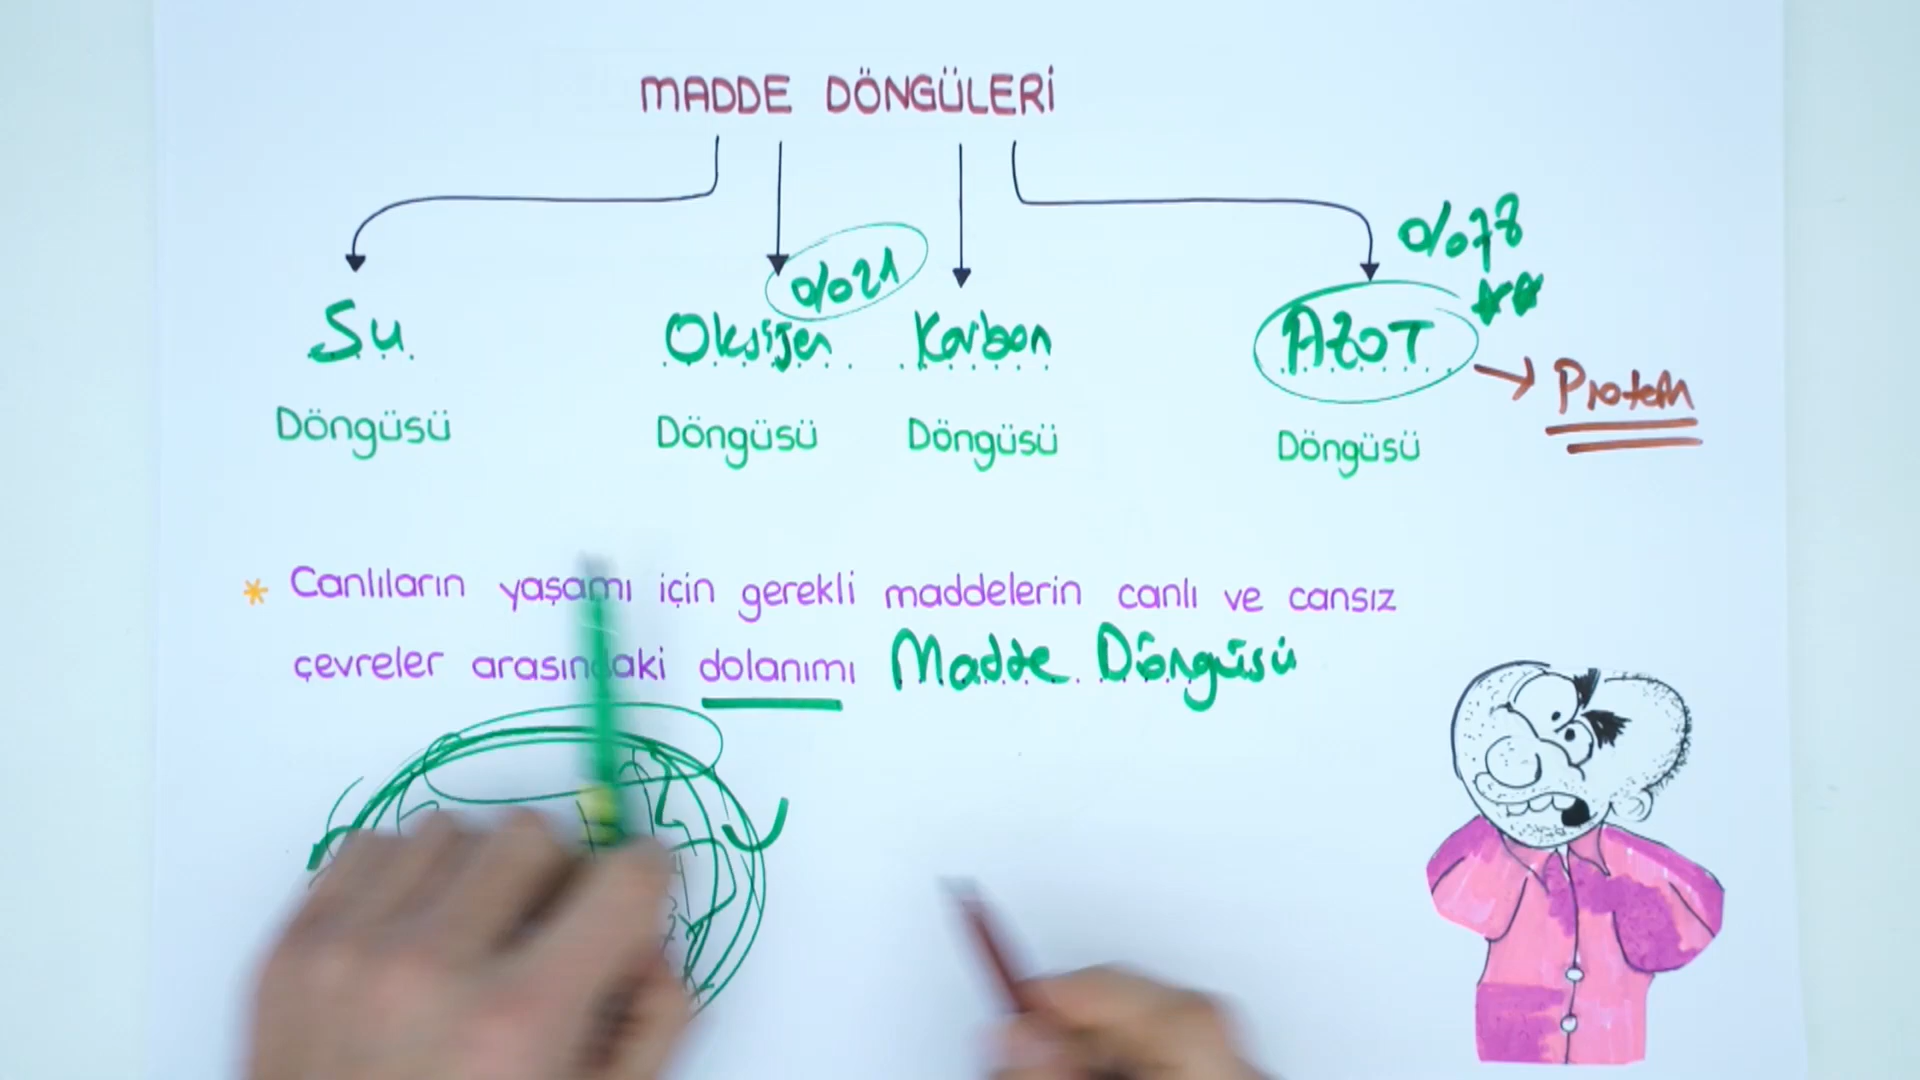 MADDE DÖNGÜLERİ
%21
%78
Su
Oksijen
Karbon
AZOT
Protein
Döngüsü
Döngüsü
Döngüsü
Döngüsü
* Canlıların yaşamı için gerekli maddelerin canlı ve cansız
çevreler arasındaki dolanımı Madde Döngüsü